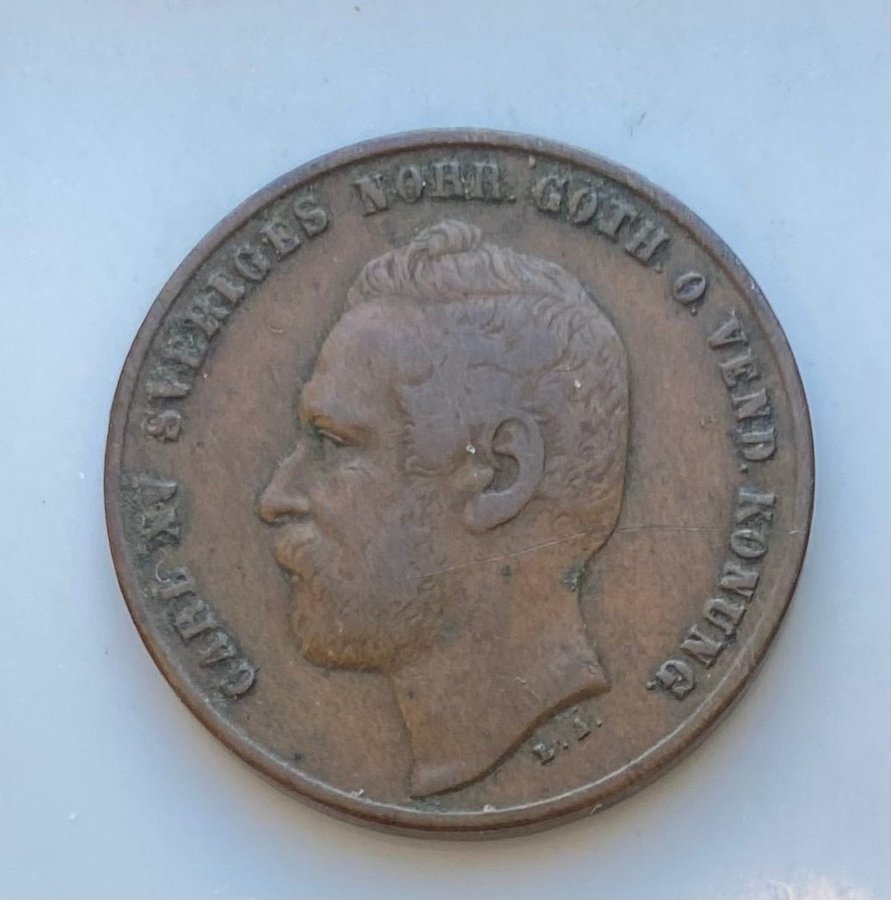 CARL XV SVERIGES NORR. GOTH. O. VEND. KONUNG.
L.A.